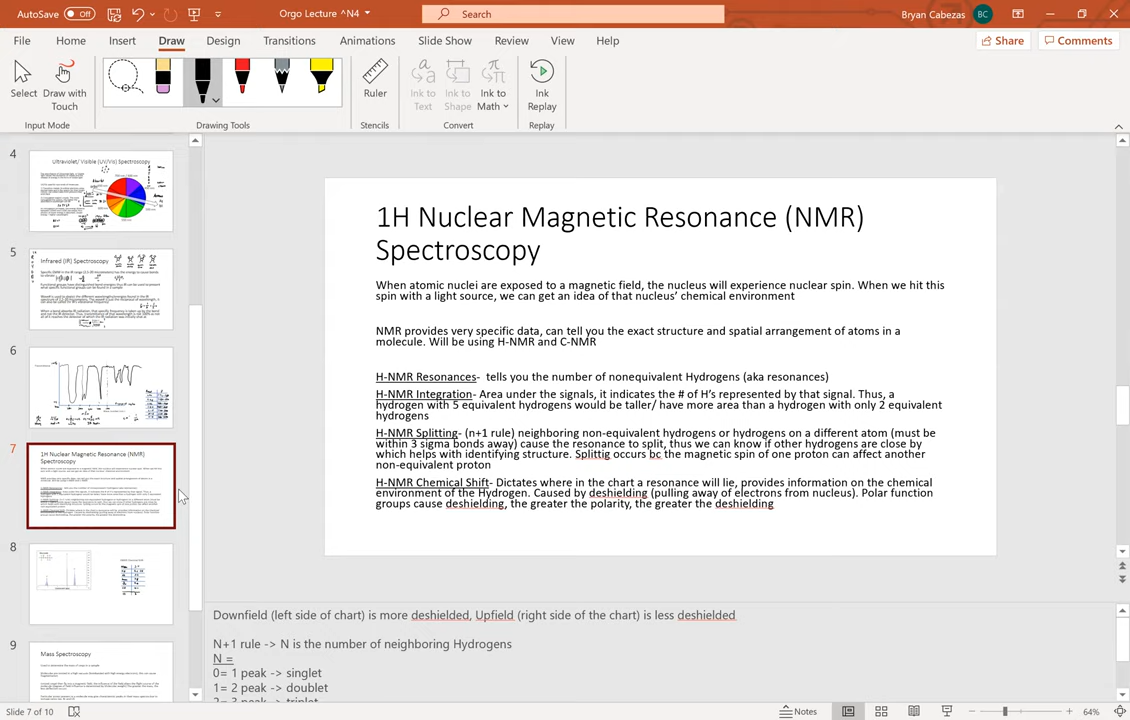 AutoSave Off
Orgo Lecture ^N4
Search
Bryan Cabezas
BC
File Home Insert Draw Design Transitions Animations Slide Show Review View Help
Share
Comments
Select
Draw with Touch
Ruler
Ink to Text
Ink to Shape
Ink to Math
Ink Replay
Input Mode
Drawing Tools
Stencils
Convert
Replay
4
Ultraviolet/ Visible (UV/Vis) Spectroscopy
5
Infrared (IR) Spectroscopy
6
7
1H Nuclear Magnetic Resonance (NMR)
Spectroscopy
8
9
Mass Spectroscopy
1H Nuclear Magnetic Resonance (NMR)
Spectroscopy
When atomic nuclei are exposed to a magnetic field, the nucleus will experience nuclear spin. When we hit this
spin with a light source, we can get an idea of that nucleus' chemical environment
NMR provides very specific data, can tell you the exact structure and spatial arrangement of atoms in a
molecule. Will be using H-NMR and C-NMR
H-NMR Resonances- tells you the number of nonequivalent Hydrogens (aka resonances)
H-NMR Integration- Area under the signals, it indicates the # of H's represented by that signal. Thus, a
hydrogen with 5 equivalent hydrogens would be taller/ have more area than a hydrogen with only 2 equivalent
hydrogens
H-NMR Splitting- (n+1 rule) neighboring non-equivalent hydrogens or hydrogens on a different atom (must be
within 3 sigma bonds away) cause the resonance to split, thus we can know if other hydrogens are close by
which helps with identifying structure. Splittig occurs bc the magnetic spin of one proton can affect another
non-equivalent proton
H-NMR Chemical Shift- Dictates where in the chart a resonance will lie, provides information on the chemical
environment of the Hydrogen. Caused by deshielding (pulling away of electrons from nucleus). Polar function
groups cause deshielding, the greater the polarity, the greater the deshielding
Downfield (left side of chart) is more deshielded, Upfield (right side of the chart) is less deshielded
N+1 rule -> N is the number of neighboring Hydrogens
N =
0= 1 peak -> singlet
1= 2 peak -> doublet
2= 3 peak -> triplet
Slide 7 of 10
Notes
64%